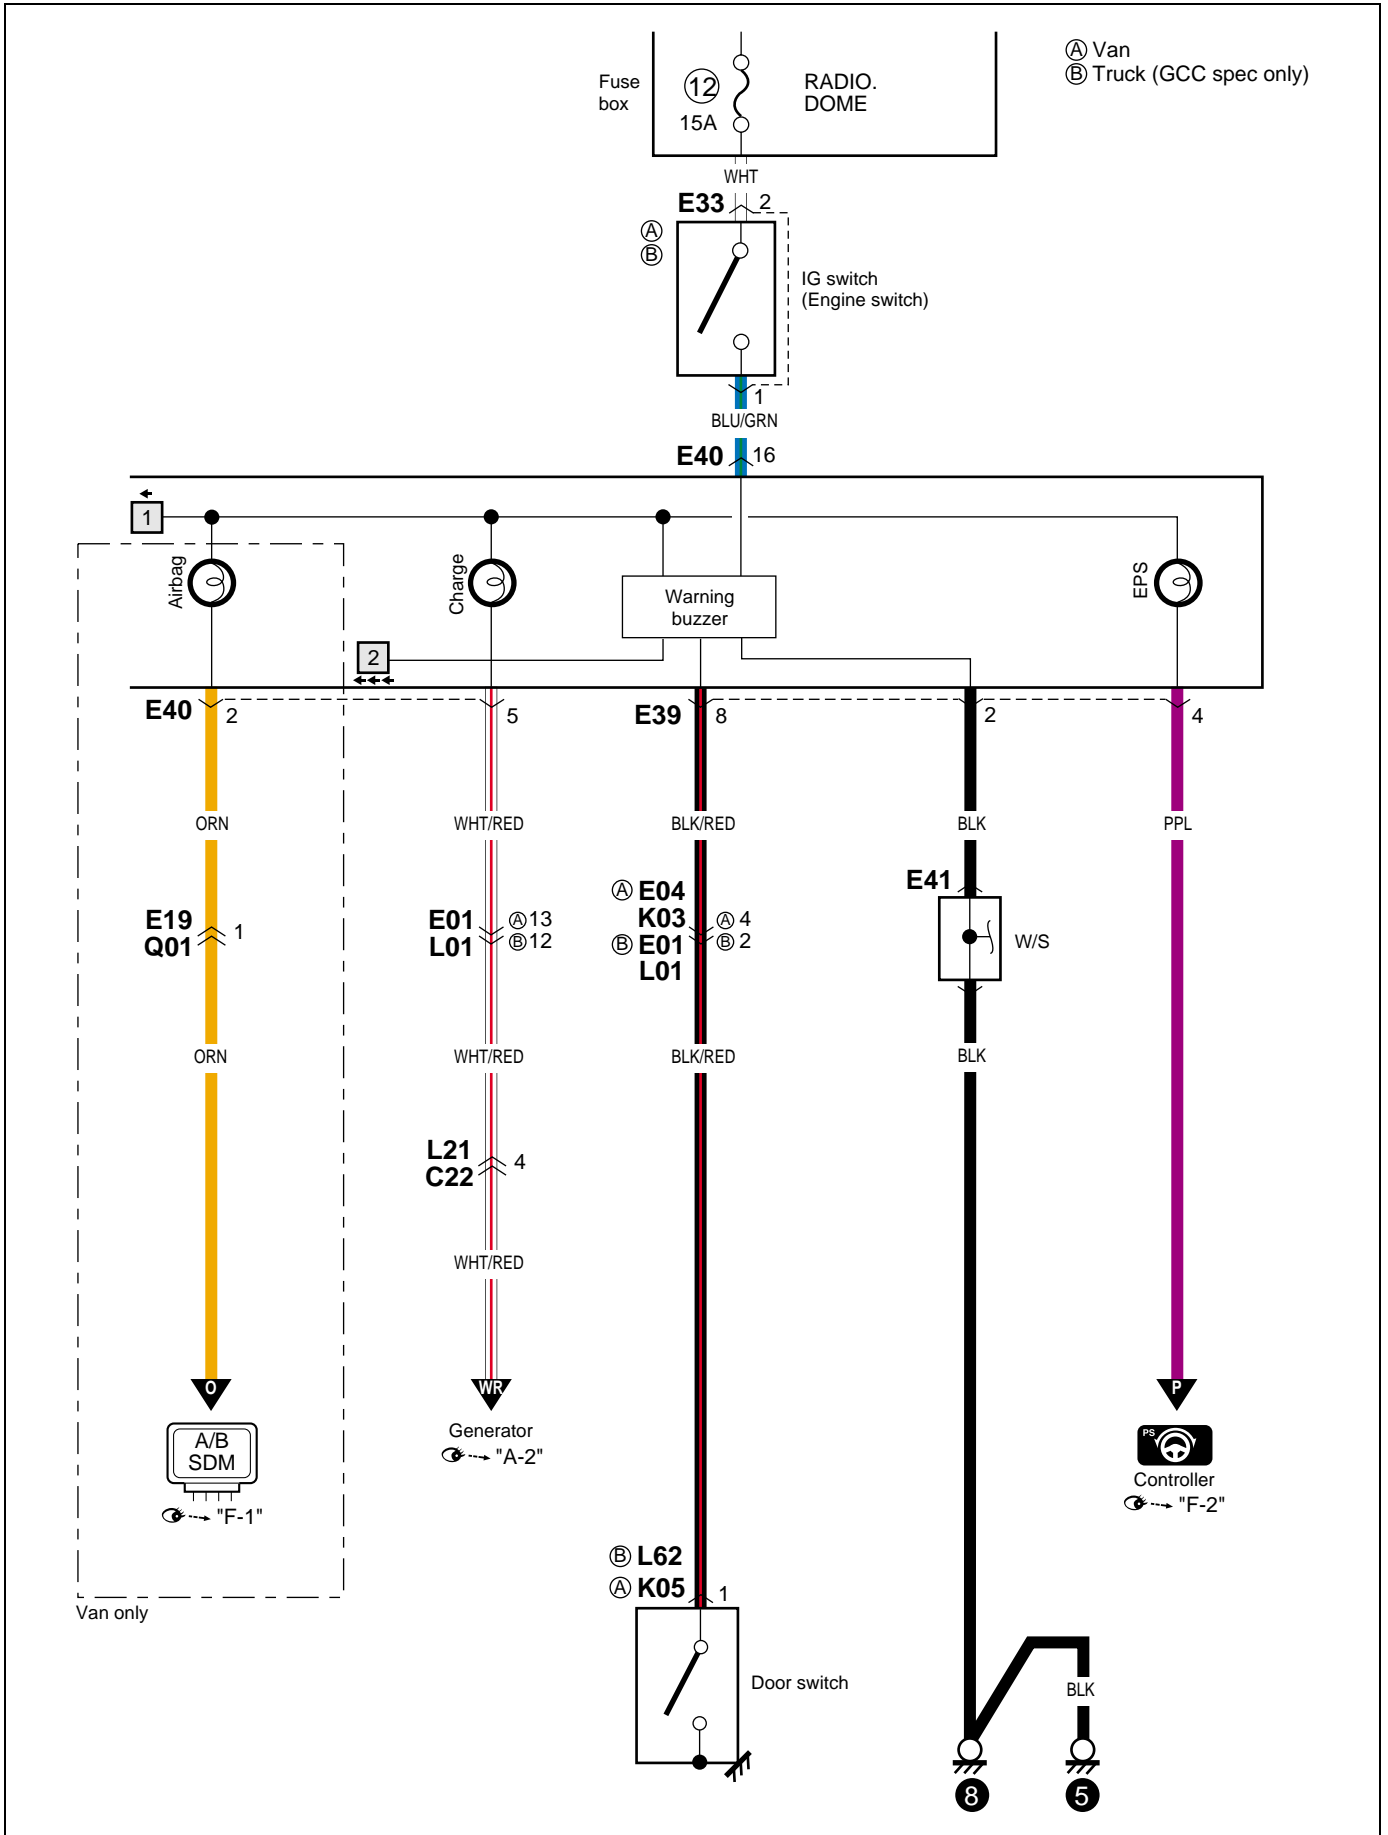 Ⓐ Van
Ⓑ Truck (GCC spec only)
Fuse
box
12
15A
RADIO.
DOME
WHT
E33
2
Ⓐ
Ⓑ
IG switch
(Engine switch)
1
BLU/GRN
E40
16
1
Airbag
Charge
Warning
buzzer
EPS
2
E40
2
5
E39
8
2
4
ORN
WHT/RED
BLK/RED
BLK
PPL
E19
Q01
1
E01
L01
Ⓐ13
Ⓑ12
Ⓐ E04
K03
Ⓑ E01
L01
Ⓐ 4
Ⓑ 2
E41
W/S
ORN
WHT/RED
BLK/RED
BLK
L21
C22
4
WHT/RED
O
WR
P
A/B
SDM
"F-1"
Generator
"A-2"
PS
Controller
"F-2"
Ⓑ L62
Ⓐ K05
1
Van only
Door switch
BLK
8
5